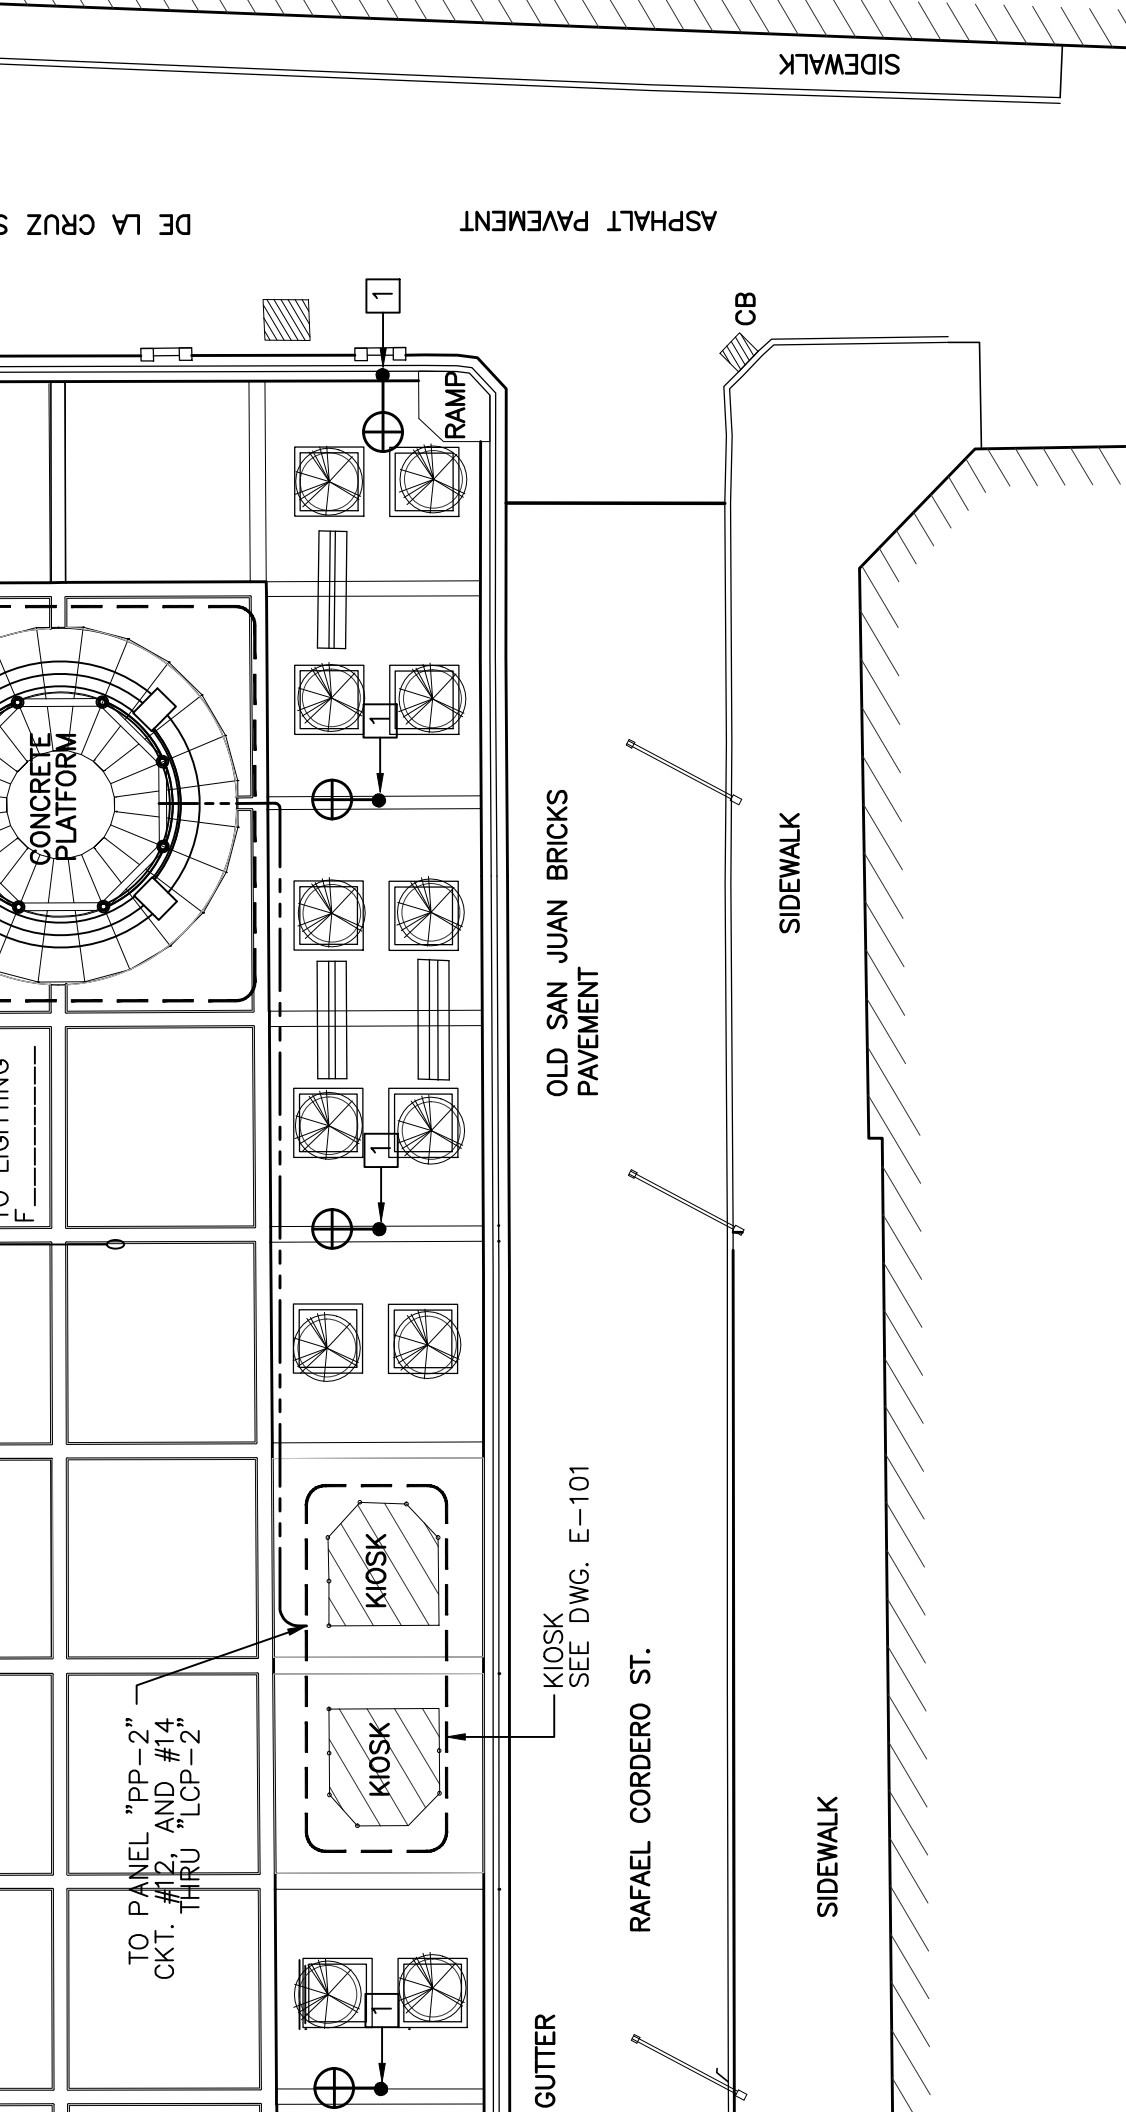 SIDEWALK
DE LA CRUZ S
ASPHALT PAVEMENT
1
CB
RAMP
1
CONCRETE
PLATFORM
OLD SAN JUAN BRICKS
PAVEMENT
SIDEWALK
TO LIGHTING
F
1
KIOSK
KIOSK
SEE DWG. E-101
RAFAEL CORDERO ST.
TO PANEL "PP-2"
CKT. #12, AND #14
THRU "LCP-2"
KIOSK
SIDEWALK
1
GUTTER